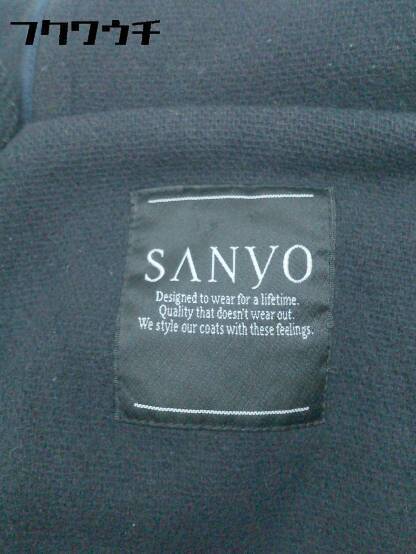 フクワウチ
SANYO
Designed to wear for a lifetime.
Quality that doesn't wear out.
We style our coats with these feelings.